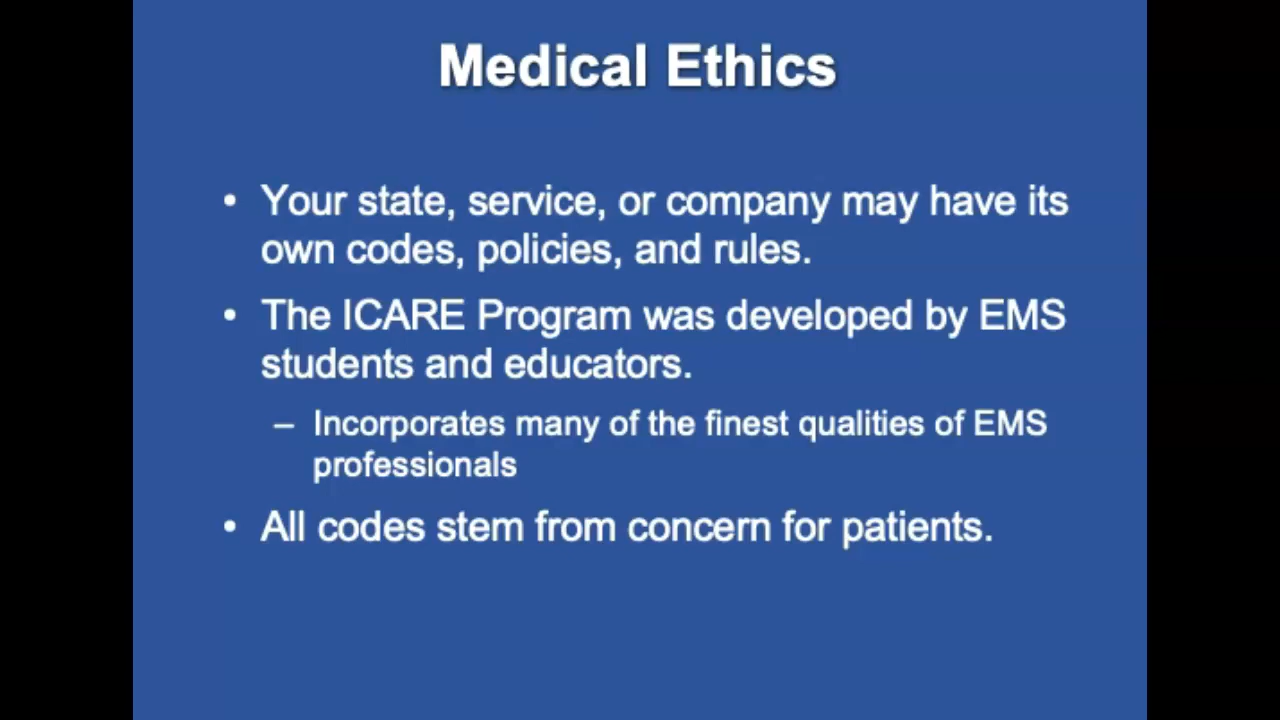 Medical Ethics
• Your state, service, or company may have its
own codes, policies, and rules.
• The ICARE Program was developed by EMS
students and educators.
– Incorporates many of the finest qualities of EMS
professionals
• All codes stem from concern for patients.